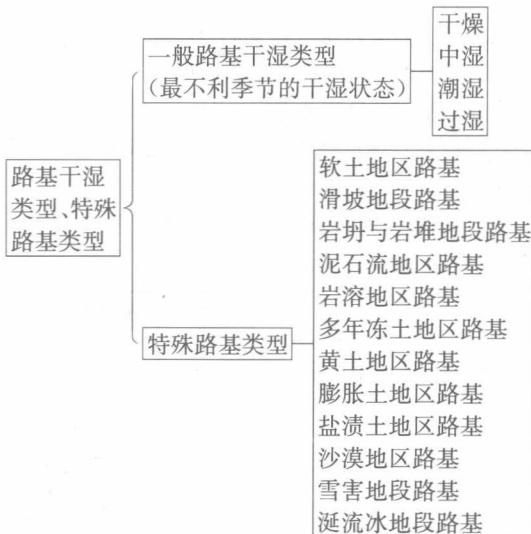 路基干湿
类型、特殊
路基类型
一般路基干湿类型
(最不利季节的干湿状态)
干燥
中湿
潮湿
过湿
特殊路基类型
软土地区路基
滑坡地段路基
岩坍与岩堆地段路基
泥石流地区路基
岩溶地区路基
多年冻土地区路基
黄土地区路基
膨胀土地区路基
盐渍土地区路基
沙漠地区路基
雪害地段路基
涎流冰地段路基